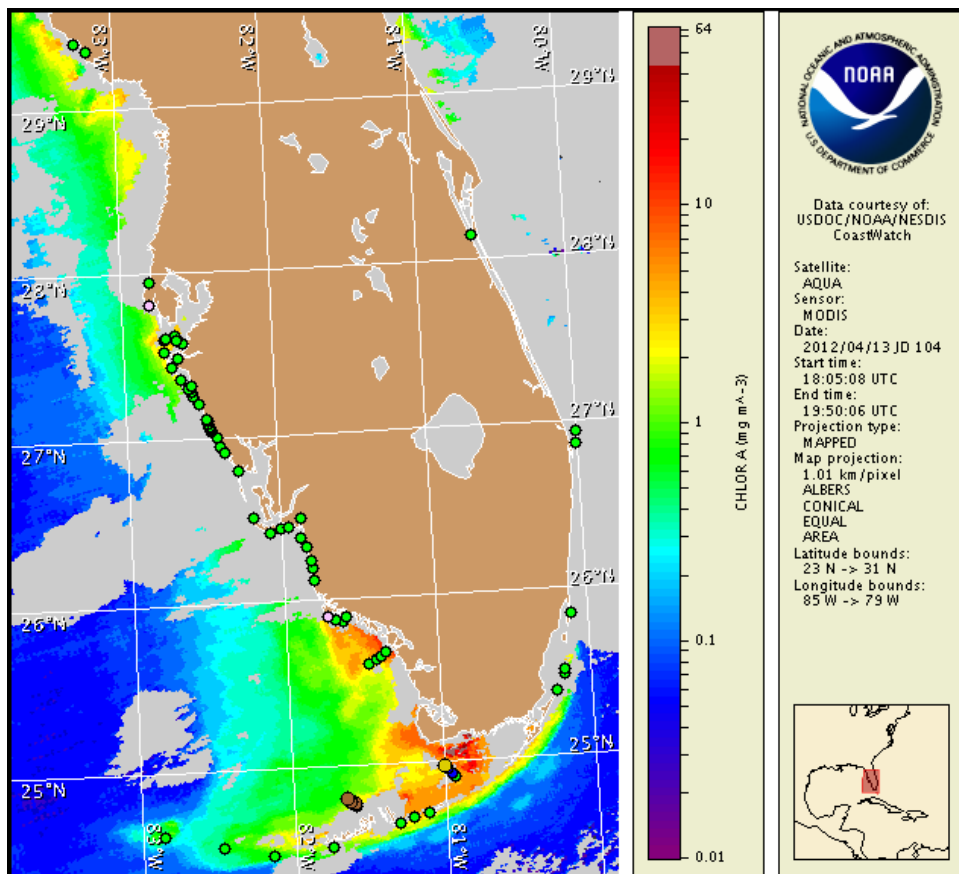 83°W
82°W
81°W
80°W
29°N
29°N
28°N
28°N
27°N
27°N
26°N
26°N
25°N
25°N
83°W
82°W
81°W
64
10
1
0.1
0.01
CHLORA (mg m^-3)
NATIONAL OCEANIC AND ATMOSPHERIC ADMINISTRATION
NOAA
U.S. DEPARTMENT OF COMMERCE
Data courtesy of:
USDOC/NOAA/NESDIS
CoastWatch
Satellite:
AQUA
Sensor:
MODIS
Date:
2012/04/13 JD 104
Start time:
18:05:08 UTC
End time:
19:50:06 UTC
Projection type:
MAPPED
Map projection:
1.01 km/pixel
ALBERS
CONICAL
EQUAL
AREA
Latitude bounds:
23 N -> 31 N
Longitude bounds:
85 W -> 79 W